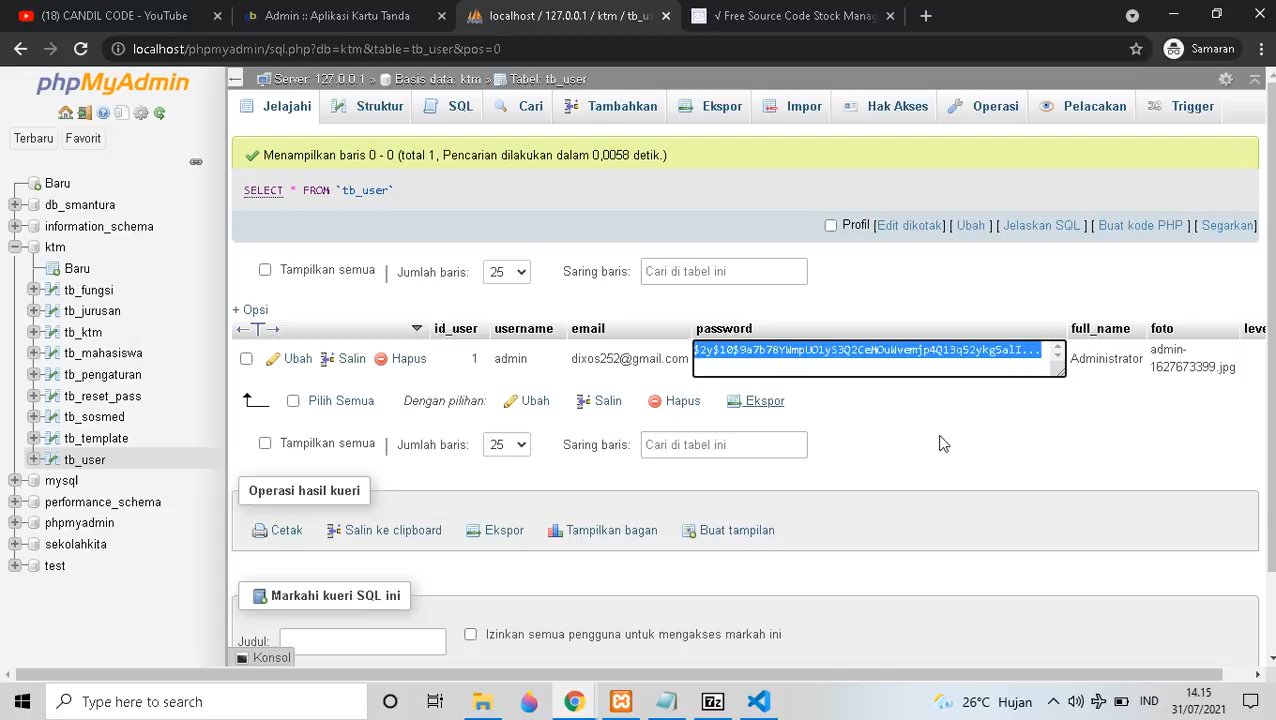 (18) CANDIL CODE - YouTube
Admin :: Aplikasi Kartu Tanda
localhost / 127.0.0.1 / ktm / tb_us
√ Free Source Code Stock Manag
localhost/phpmyadmin/sql.php?db=ktm&table=tb_user&pos=0
Samaran
phpMyAdmin
Terbaru Favorit
Baru
db_smantura
information_schema
ktm
Baru
tb_fungsi
tb_jurusan
tb_ktm
tb_mahasiswa
tb_pengaturan
tb_reset_pass
tb_sosmed
tb_template
tb_user
mysql
performance_schema
phpmyadmin
sekolahkita
test
Server: 127.0.0.1 » Basis data: ktm » Tabel: tb_user
Jelajahi Struktur SQL Cari Tambahkan Ekspor Impor Hak Akses Operasi Pelacakan Trigger
Menampilkan baris 0 - 0 (total 1, Pencarian dilakukan dalam 0,0058 detik.)
SELECT * FROM `tb_user`
Profil [Edit dikotak] [ Ubah ] [ Jelaskan SQL ] [ Buat kode PHP ] [ Segarkan]
Tampilkan semua | Jumlah baris: 25 Saring baris: Cari di tabel ini
+ Opsi
←T→ id_user username email password full_name foto leve
Ubah Salin Hapus 1 admin dixos252@gmail.com $2y$10$9a7b78YWmpUO1yS3Q2CeMOuWvemjp4Q13q52ykg5alI... Administrator admin-
1627673399.jpg
Pilih Semua Dengan pilihan: Ubah Salin Hapus Ekspor
Tampilkan semua | Jumlah baris: 25 Saring baris: Cari di tabel ini
Operasi hasil kueri
Cetak Salin ke clipboard Ekspor Tampilkan bagan Buat tampilan
Markahi kueri SQL ini
Judul: Izinkan semua pengguna untuk mengakses markah ini
Konsol
Type here to search
26°C Hujan
IND
14.15
31/07/2021